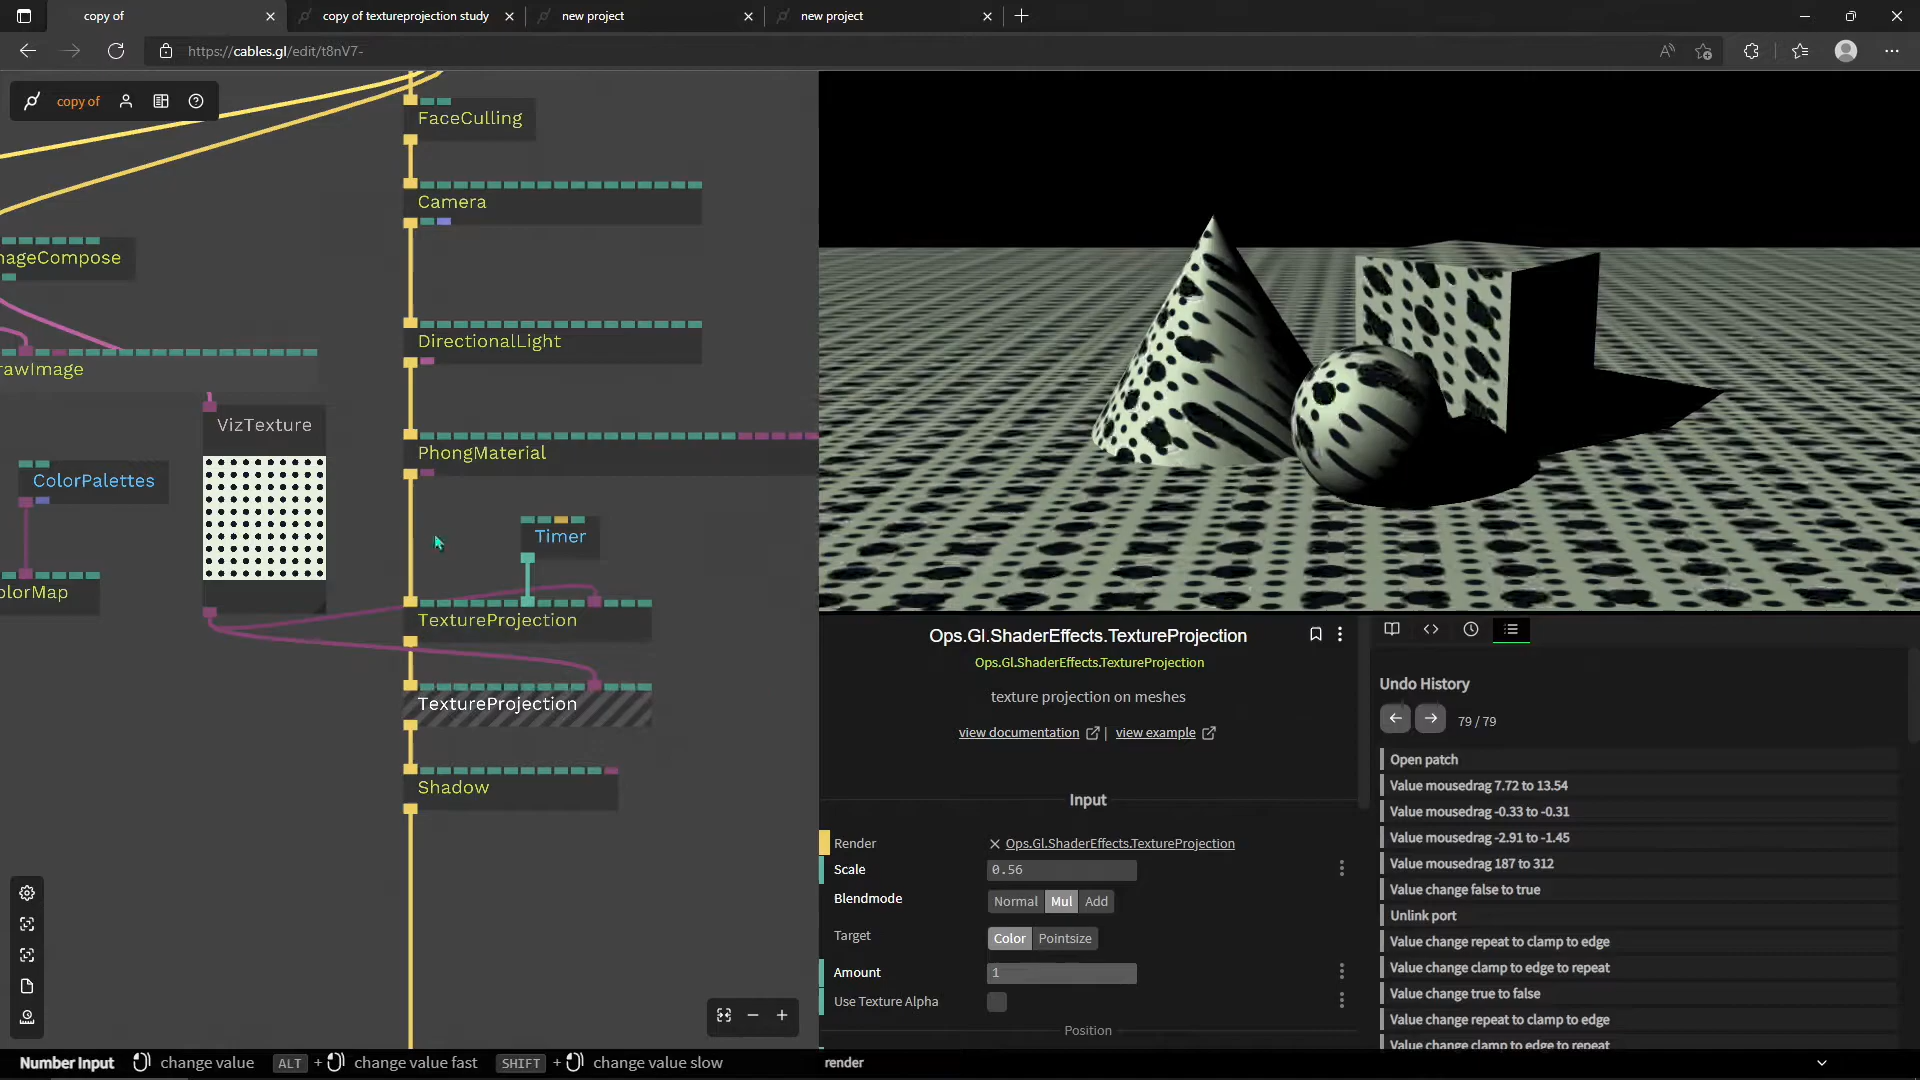 copy of
copy of textureprojection study
new project
new project
https://cables.gl/edit/t8nV7-
copy of
FaceCulling
Camera
nageCompose
DirectionalLight
rawImage
VizTexture
PhongMaterial
ColorPalettes
Timer
olorMap
TextureProjection
TextureProjection
Shadow
Ops.Gl.ShaderEffects.TextureProjection
Ops.Gl.ShaderEffects.TextureProjection
texture projection on meshes
view documentation | view example
Input
Render
Ops.Gl.ShaderEffects.TextureProjection
Scale
0.56
Blendmode
Normal Mul Add
Target
Color Pointsize
Amount
1
Use Texture Alpha
Position
Undo History
79 / 79
Open patch
Value mousedrag 7.72 to 13.54
Value mousedrag -0.33 to -0.31
Value mousedrag -2.91 to -1.45
Value mousedrag 187 to 312
Value change false to true
Unlink port
Value change repeat to clamp to edge
Value change clamp to edge to repeat
Value change true to false
Value change repeat to clamp to edge
Value change clamp to edge to repeat
Number Input change value ALT + change value fast SHIFT + change value slow
render